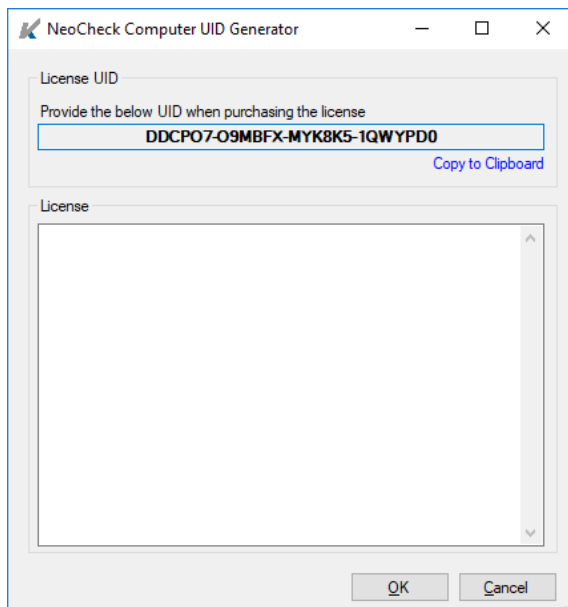 NeoCheck Computer UID Generator
License UID
Provide the below UID when purchasing the license
DDCPO7-O9MBFX-MYK8K5-1QWYPD0
Copy to Clipboard
License
OK
Cancel